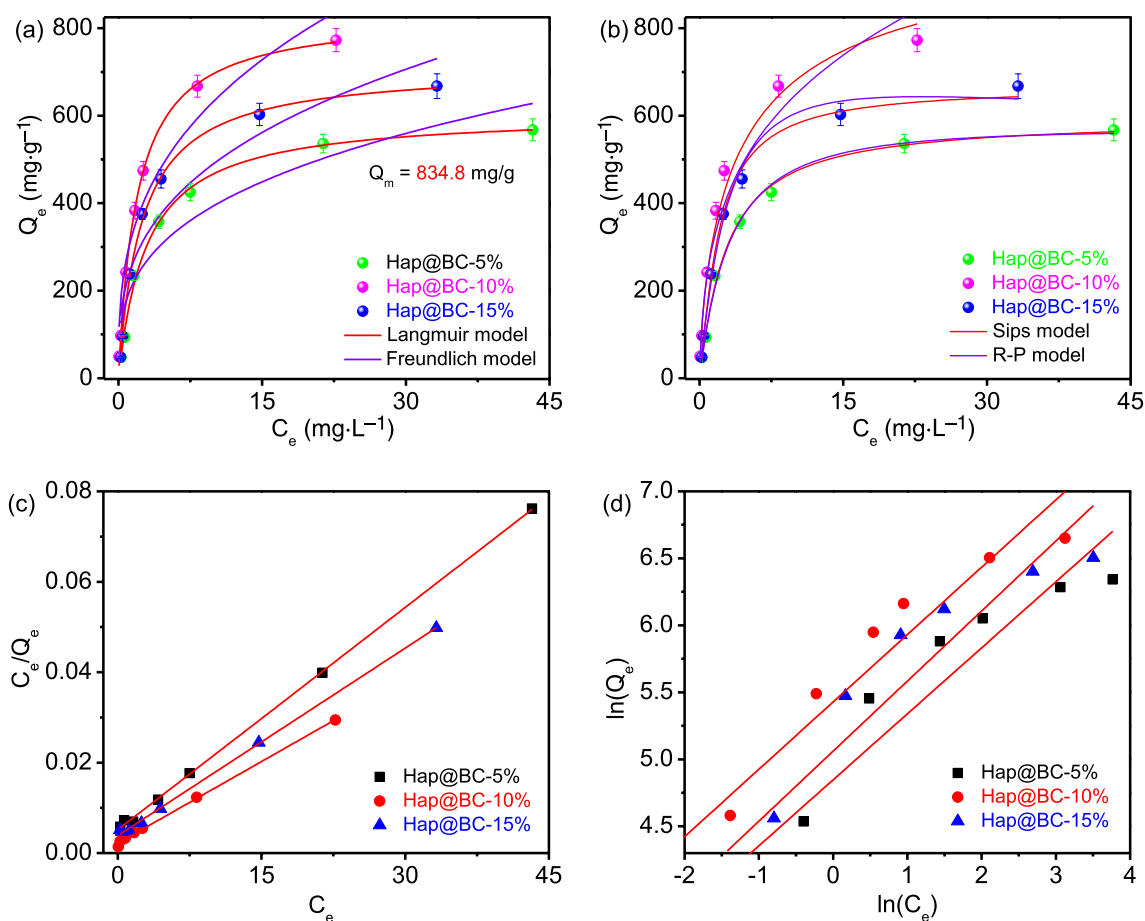 (a)
800
600
400
200
0
Qₑ (mg·g⁻¹)
Qₘ = 834.8 mg/g
Hap@BC-5%
Hap@BC-10%
Hap@BC-15%
Langmuir model
Freundlich model
0 15 30 45
Cₑ (mg·L⁻¹)
(b)
800
600
400
200
0
Qₑ (mg·g⁻¹)
Hap@BC-5%
Hap@BC-10%
Hap@BC-15%
Sips model
R-P model
0 15 30 45
Cₑ (mg·L⁻¹)
(c)
0.08
0.06
0.04
0.02
0.00
Cₑ/Qₑ
Hap@BC-5%
Hap@BC-10%
Hap@BC-15%
0 15 30 45
Cₑ
(d)
7.0
6.5
6.0
5.5
5.0
4.5
ln(Qₑ)
Hap@BC-5%
Hap@BC-10%
Hap@BC-15%
-2 -1 0 1 2 3 4
ln(Cₑ)